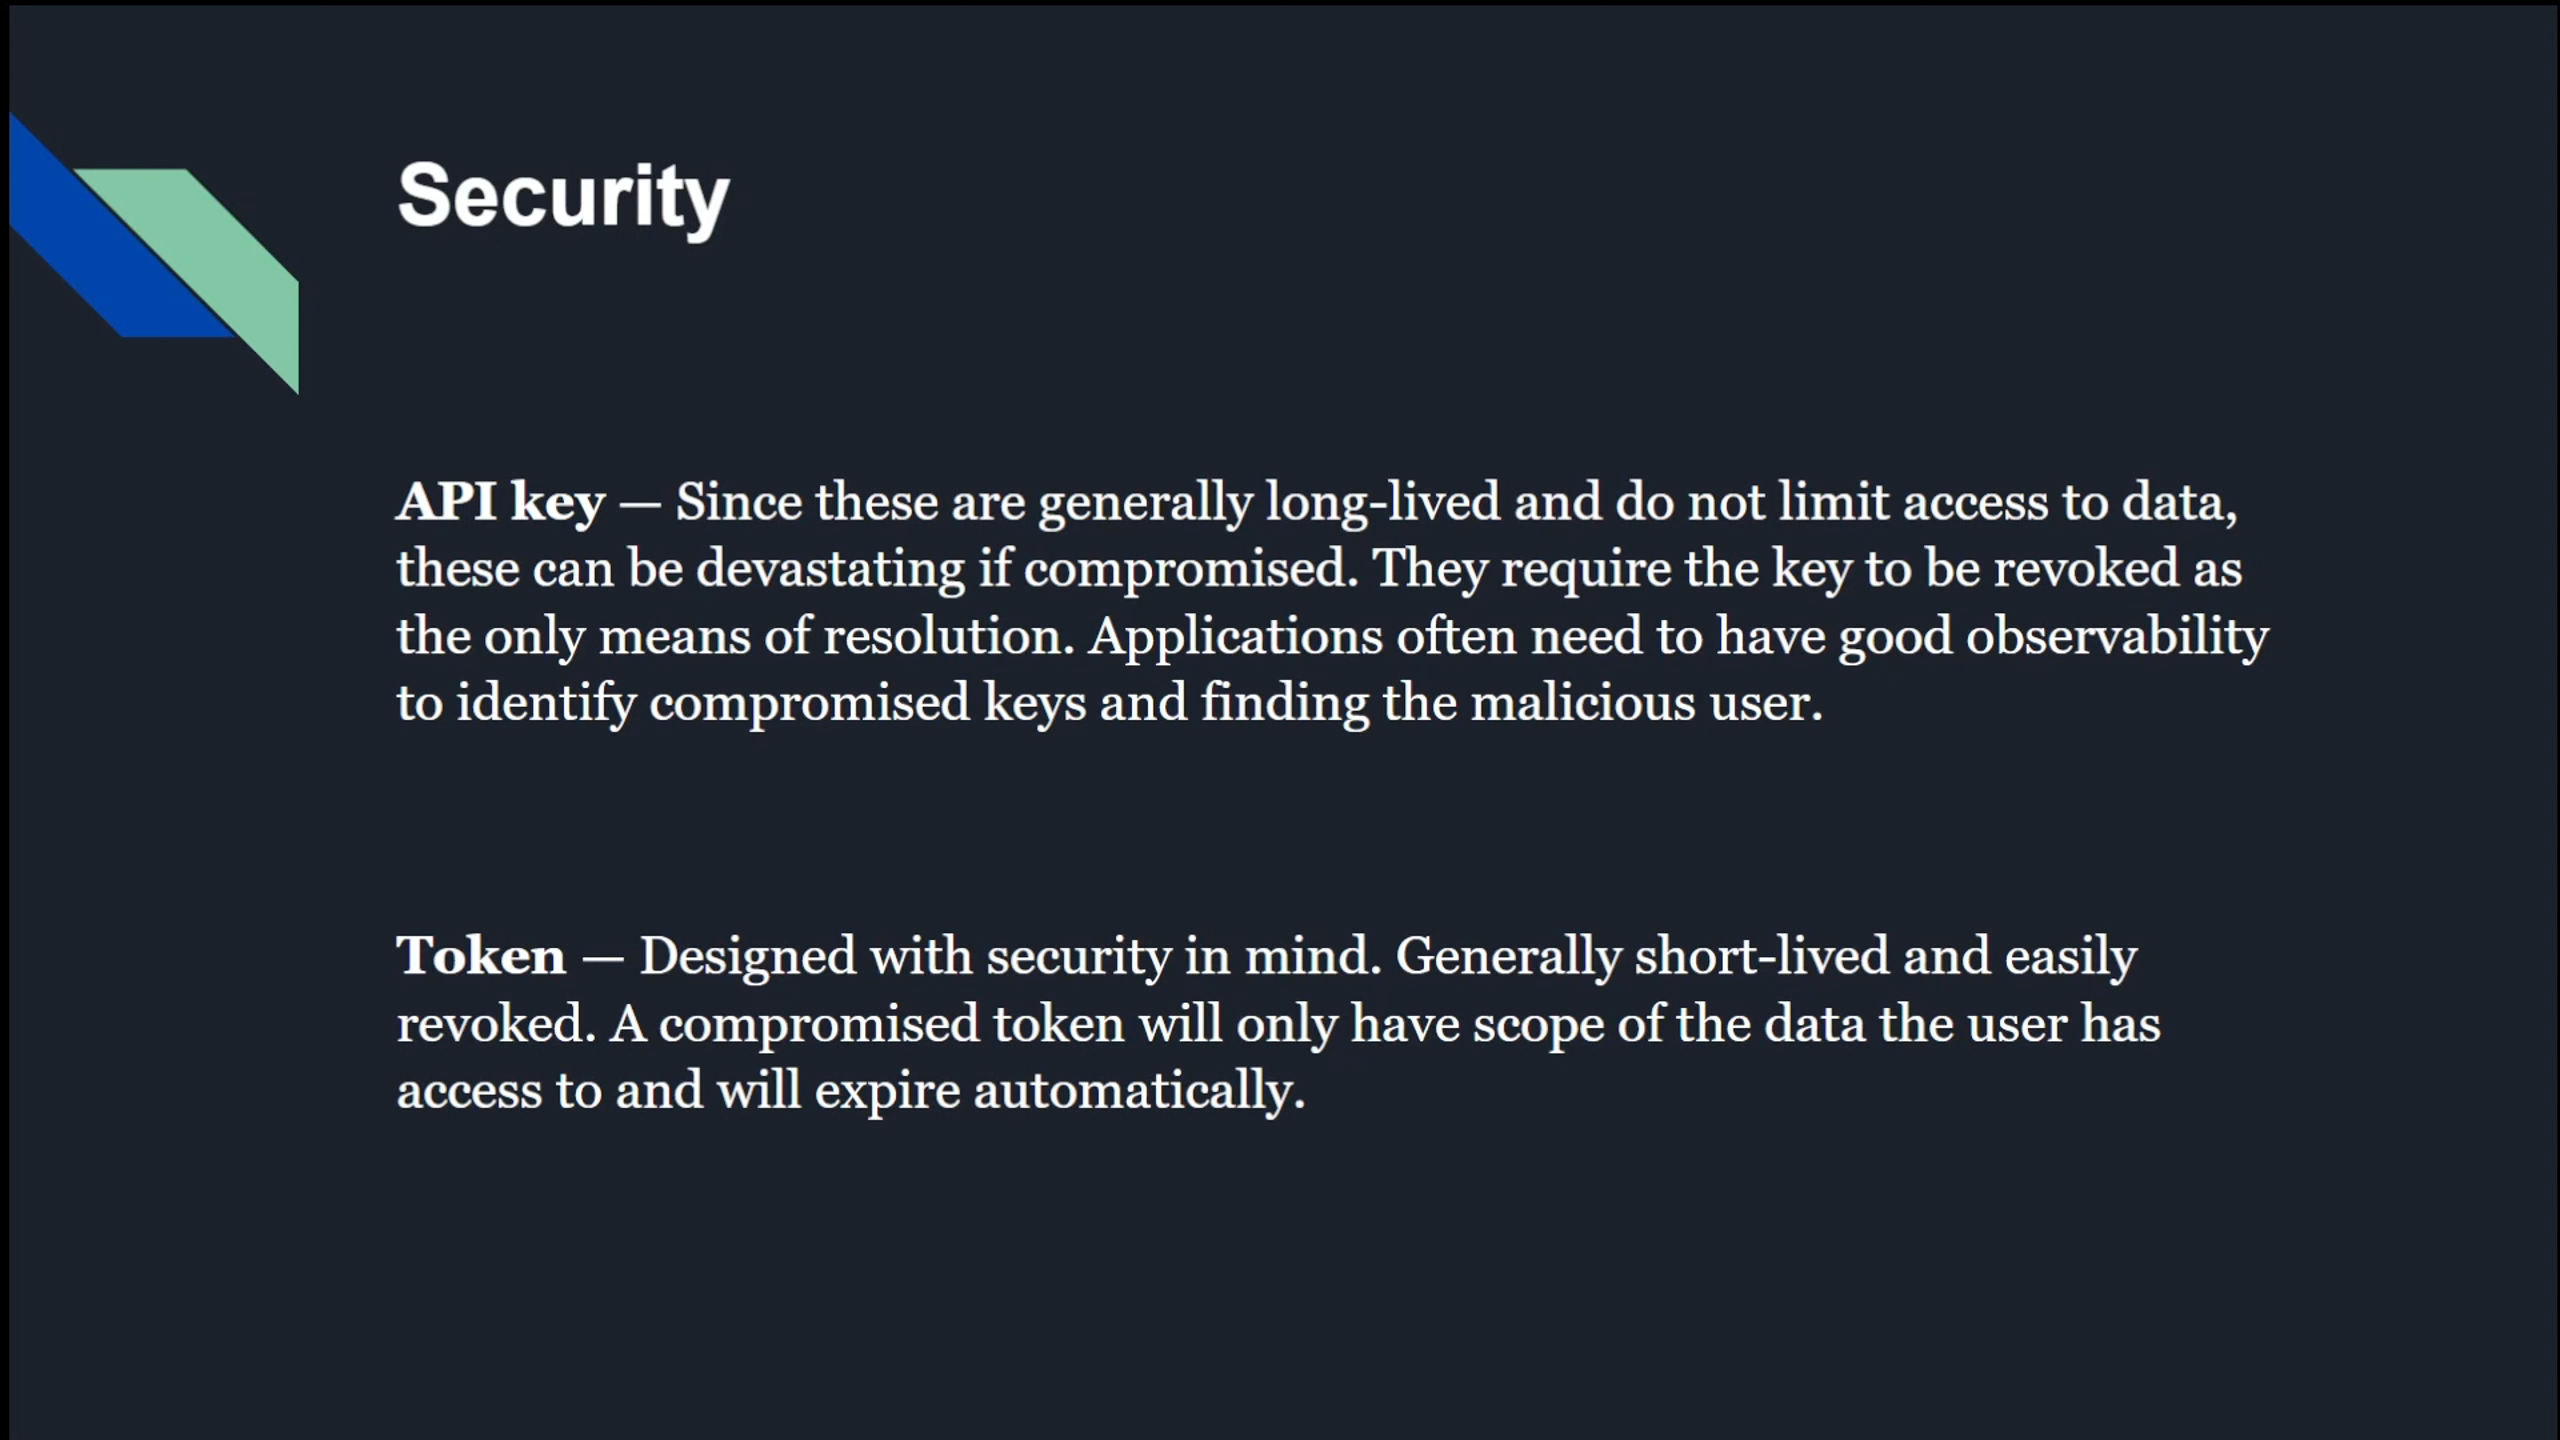 Security
API key — Since these are generally long-lived and do not limit access to data,
these can be devastating if compromised. They require the key to be revoked as
the only means of resolution. Applications often need to have good observability
to identify compromised keys and finding the malicious user.
Token — Designed with security in mind. Generally short-lived and easily
revoked. A compromised token will only have scope of the data the user has
access to and will expire automatically.